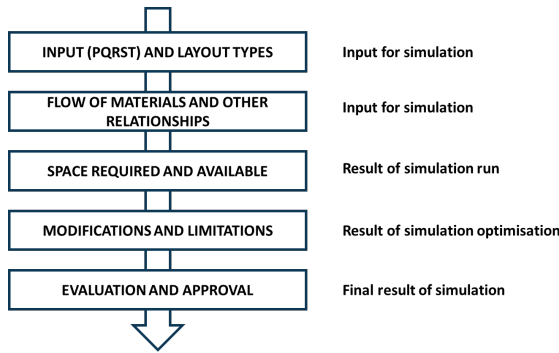 INPUT (PQRST) AND LAYOUT TYPES
Input for simulation
FLOW OF MATERIALS AND OTHER
RELATIONSHIPS
Input for simulation
SPACE REQUIRED AND AVAILABLE
Result of simulation run
MODIFICATIONS AND LIMITATIONS
Result of simulation optimisation
EVALUATION AND APPROVAL
Final result of simulation